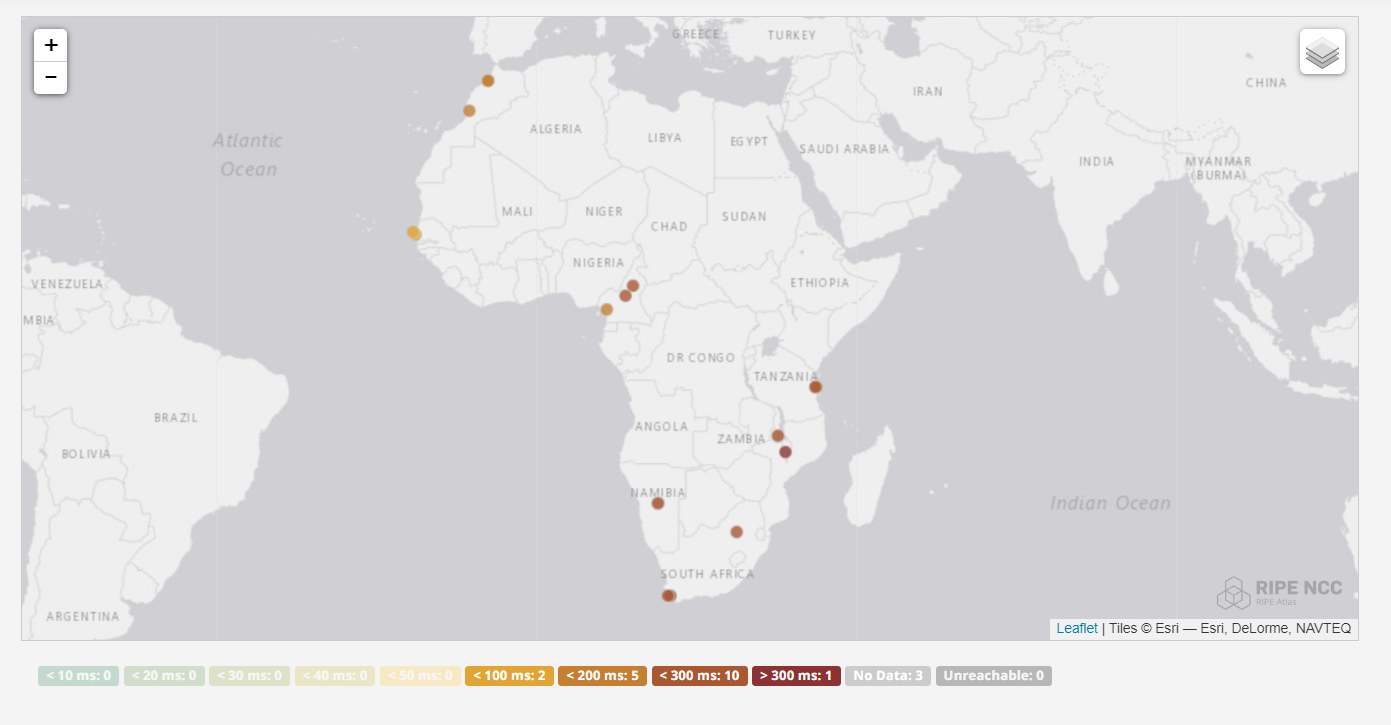 +
−
GREECE
TURKEY
IRAN
CHINA
Atlantic
Ocean
ALGERIA
LIBYA
EGYPT
SAUDI ARABIA
INDIA
MYANMAR
(BURMA)
MALI
NIGER
CHAD
SUDAN
NIGERIA
ETHIOPIA
VENEZUELA
MBIA
DR CONGO
TANZANIA
BRAZIL
ANGOLA
ZAMBIA
BOLIVIA
NAMIBIA
Indian Ocean
SOUTH AFRICA
ARGENTINA
RIPE NCC
RIPE Atlas
Leaflet | Tiles © Esri — Esri, DeLorme, NAVTEQ
< 10 ms: 0 < 20 ms: 0 < 30 ms: 0 < 40 ms: 0 < 50 ms: 0 < 100 ms: 2 < 200 ms: 5 < 300 ms: 10 > 300 ms: 1 No Data: 3 Unreachable: 0